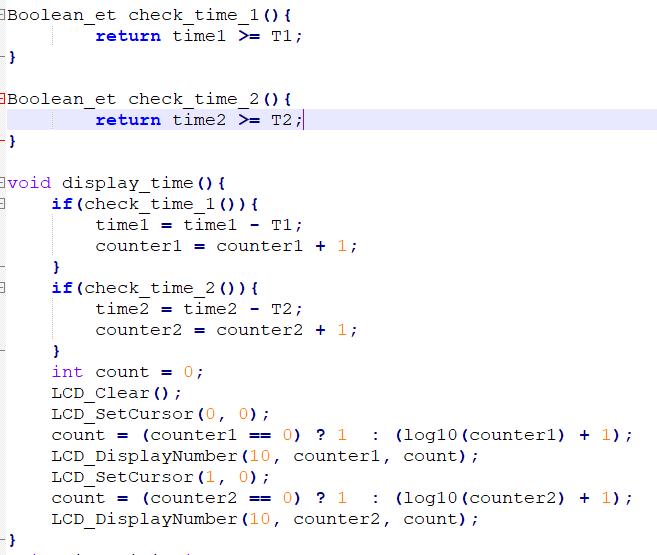 Boolean_et check_time_1(){
        return time1 >= T1;
}

Boolean_et check_time_2(){
        return time2 >= T2;
}

void display_time(){
    if(check_time_1()){
        time1 = time1 - T1;
        counter1 = counter1 + 1;
    }
    if(check_time_2()){
        time2 = time2 - T2;
        counter2 = counter2 + 1;
    }
    int count = 0;
    LCD_Clear();
    LCD_SetCursor(0, 0);
    count = (counter1 == 0) ? 1  : (log10(counter1) + 1);
    LCD_DisplayNumber(10, counter1, count);
    LCD_SetCursor(1, 0);
    count = (counter2 == 0) ? 1  : (log10(counter2) + 1);
    LCD_DisplayNumber(10, counter2, count);
}